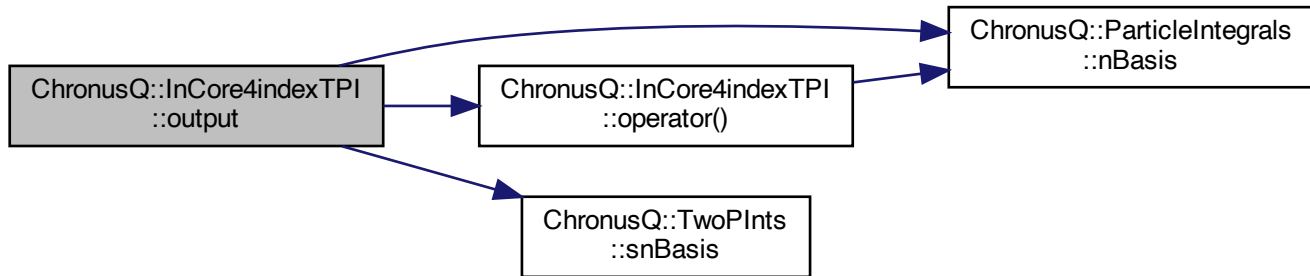 ChronusQ::InCore4indexTPI
::output
ChronusQ::InCore4indexTPI
::operator()
ChronusQ::TwoPInts
::snBasis
ChronusQ::ParticleIntegrals
::nBasis